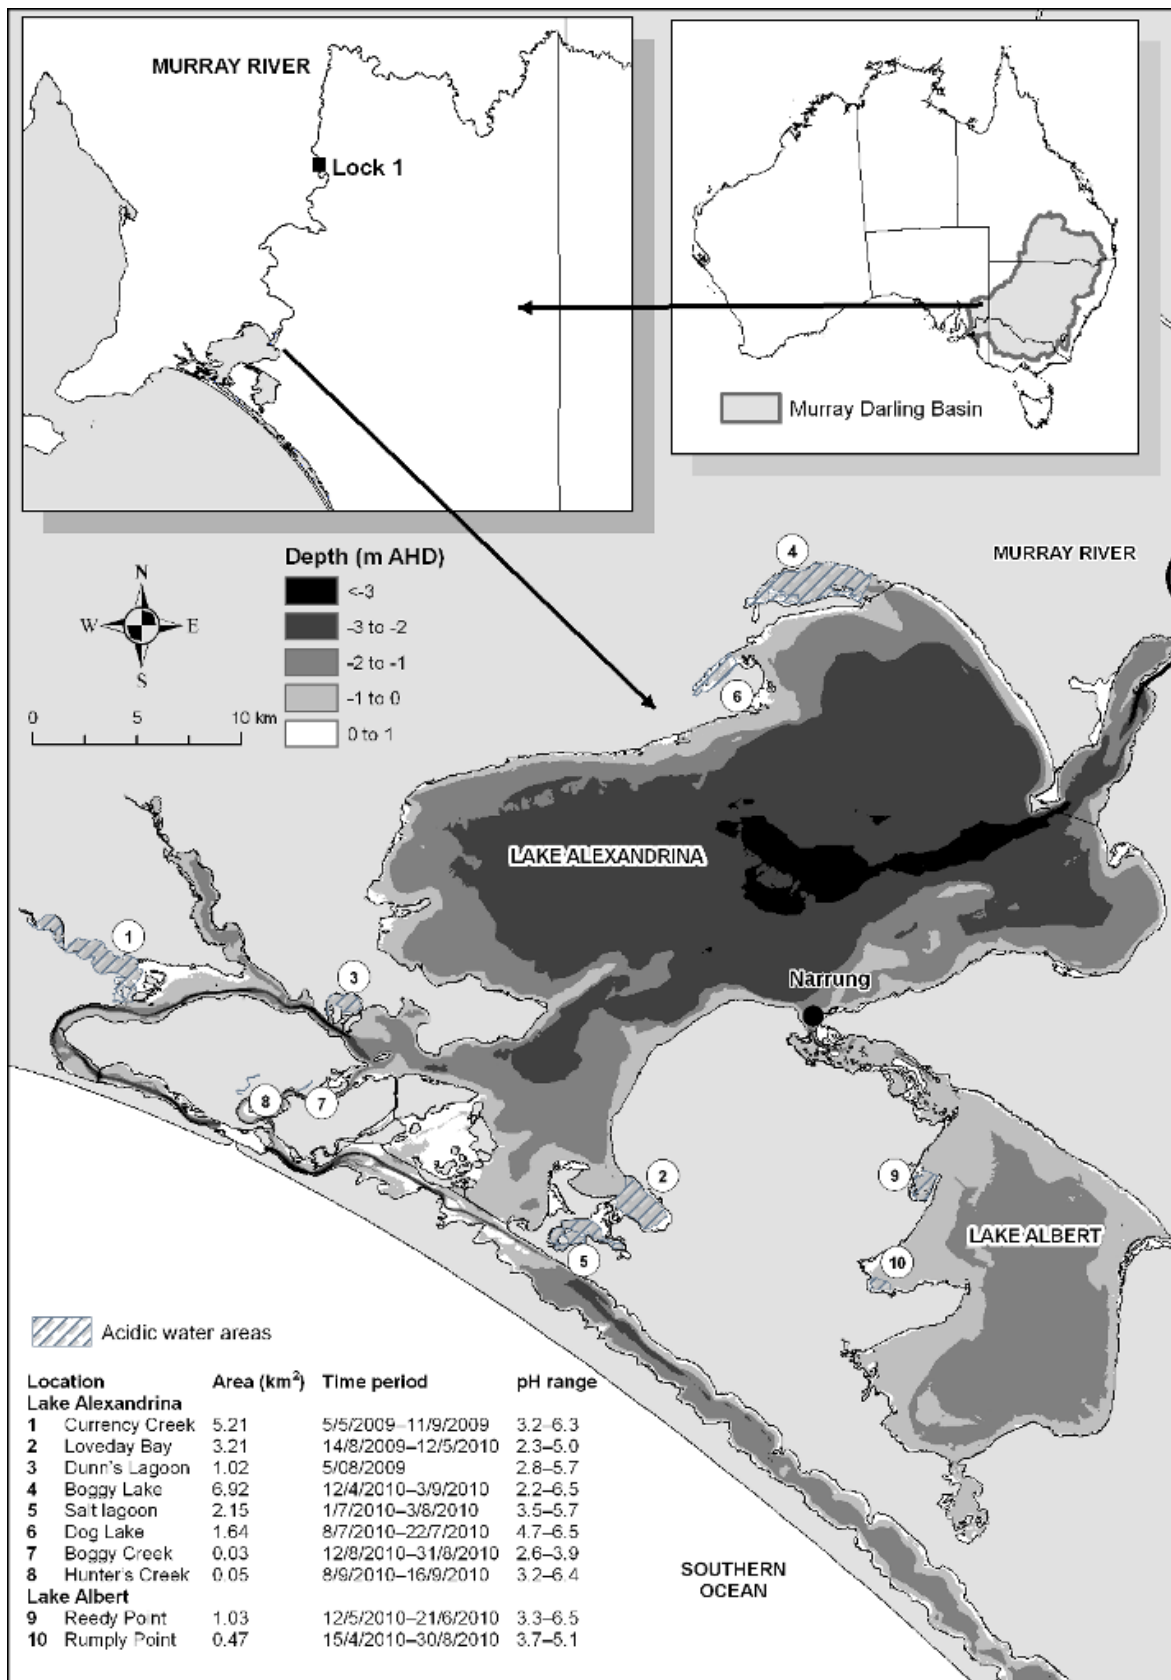 MURRAY RIVER
Lock 1
Murray Darling Basin
Depth (m AHD)
<-3
-3 to -2
-2 to -1
-1 to 0
0 to 1
N
W E
S
0 5 10 km
4
MURRAY RIVER
6
LAKE ALEXANDRINA
1
3
Narrung
8
7
2
9
5
LAKE ALBERT
10
Acidic water areas
Location Area (km²) Time period pH range
Lake Alexandrina
1 Currency Creek 5.21 5/5/2009–11/9/2009 3.2–6.3
2 Loveday Bay 3.21 14/8/2009–12/5/2010 2.3–5.0
3 Dunn's Lagoon 1.02 5/08/2009 2.8–5.7
4 Boggy Lake 6.92 12/4/2010–3/9/2010 2.2–6.5
5 Salt lagoon 2.15 1/7/2010–3/8/2010 3.5–5.7
6 Dog Lake 1.64 8/7/2010–22/7/2010 4.7–6.5
7 Boggy Creek 0.03 12/8/2010–31/8/2010 2.6–3.9
8 Hunter's Creek 0.05 8/9/2010–16/9/2010 3.2–6.4
Lake Albert
9 Reedy Point 1.03 12/5/2010–21/6/2010 3.3–6.5
10 Rumply Point 0.47 15/4/2010–30/8/2010 3.7–5.1
SOUTHERN
OCEAN